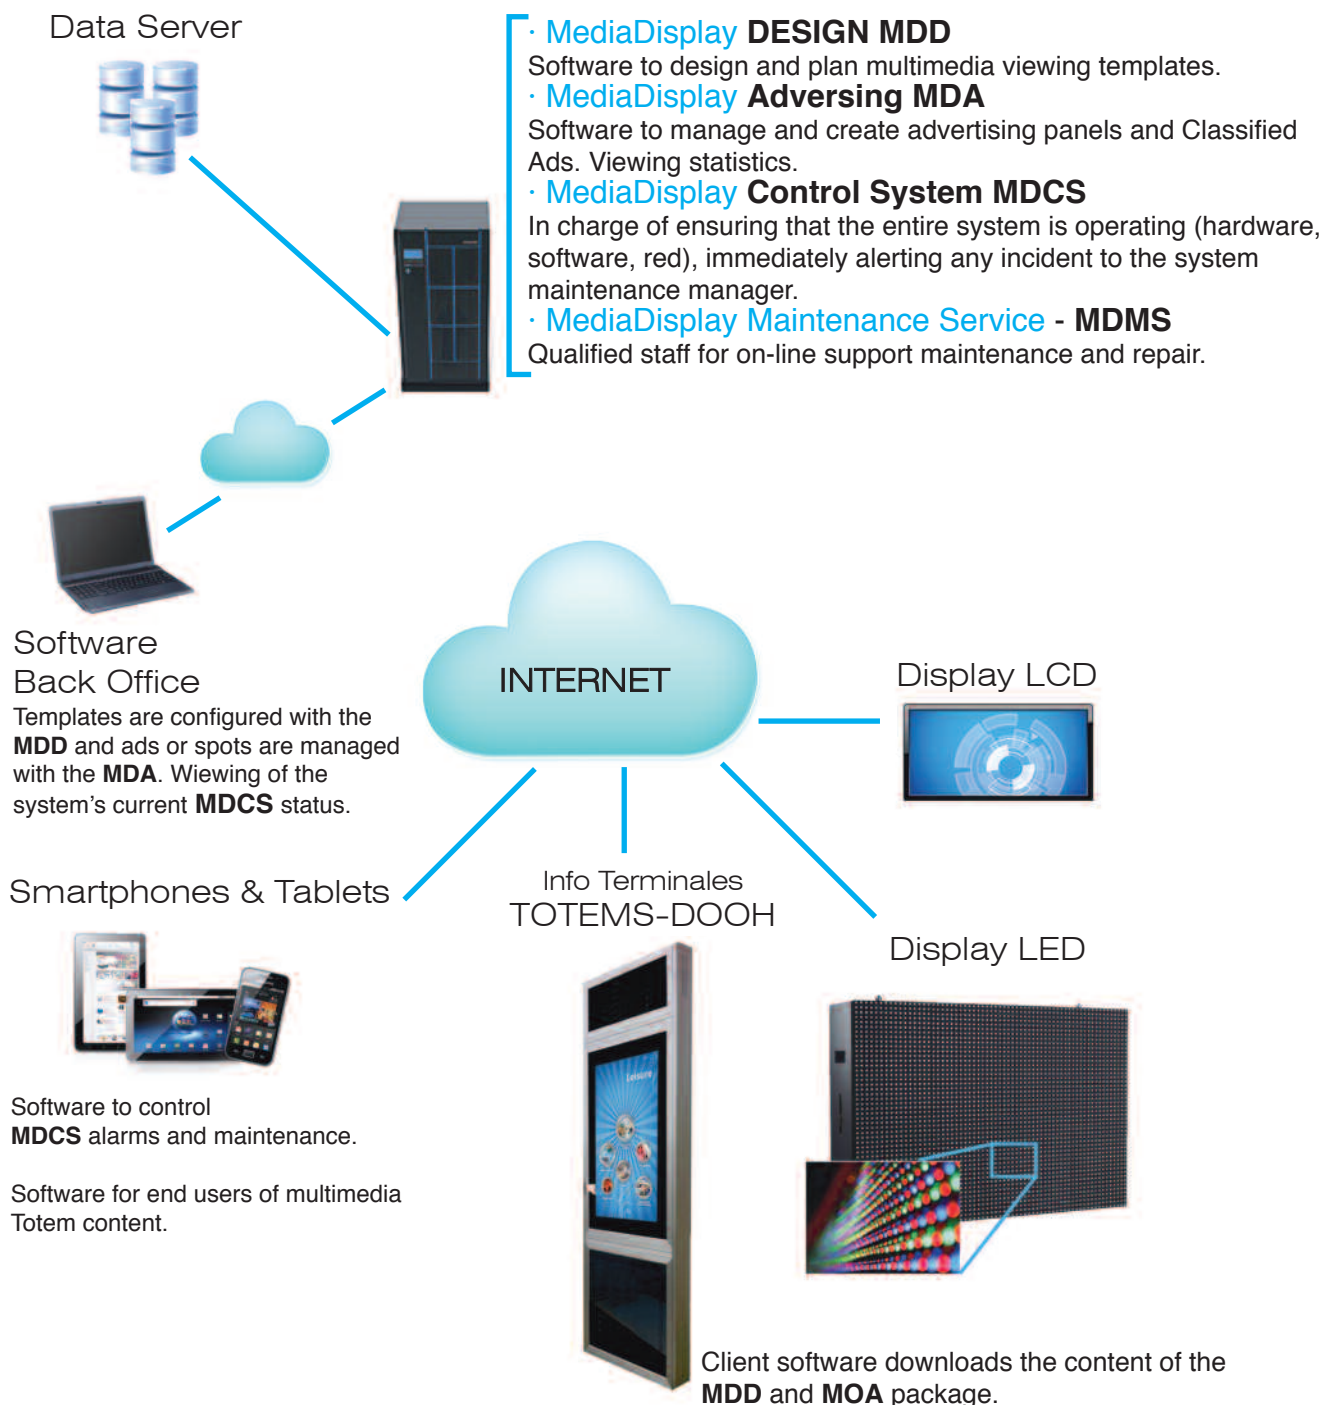 Data Server
· MediaDisplay DESIGN MDD
Software to design and plan multimedia viewing templates.
· MediaDisplay Adversing MDA
Software to manage and create advertising panels and Classified
Ads. Viewing statistics.
· MediaDisplay Control System MDCS
In charge of ensuring that the entire system is operating (hardware,
software, red), immediately alerting any incident to the system
maintenance manager.
· MediaDisplay Maintenance Service - MDMS
Qualified staff for on-line support maintenance and repair.
Software
Back Office
Templates are configured with the
MDD and ads or spots are managed
with the MDA. Wiewing of the
system's current MDCS status.
INTERNET
Display LCD
Smartphones & Tablets
Software to control
MDCS alarms and maintenance.
Software for end users of multimedia
Totem content.
Info Terminales
TOTEMS-DOOH
Leisure
Display LED
Client software downloads the content of the
MDD and MOA package.